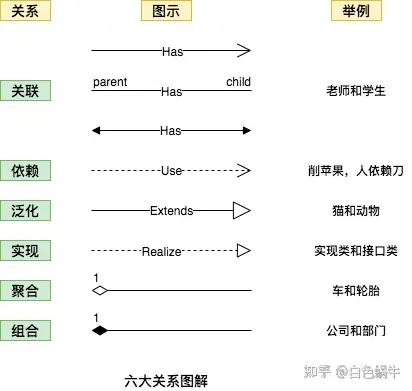 关系 图示 举例
Has
parent child
关联 Has 老师和学生
Has
依赖 Use 削苹果，人依赖刀
泛化 Extends 猫和动物
实现 Realize 实现类和接口类
1
聚合 车和轮胎
1
组合 公司和部门
六大关系图解
知乎 @白色蜗牛